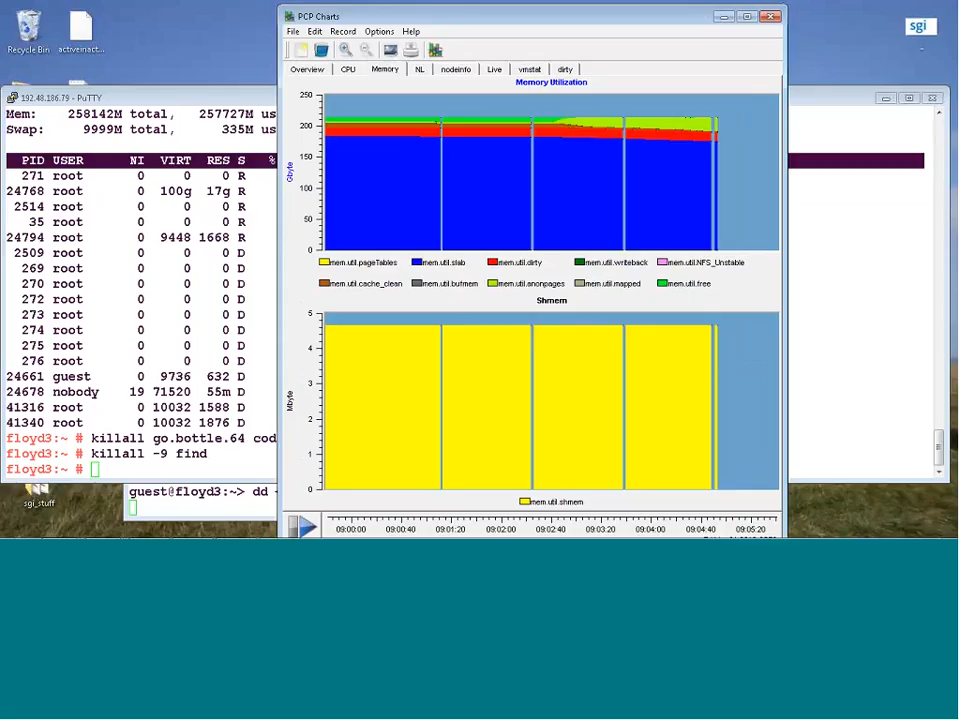 Recycle Bin
activeinact...
sgi
PCP Charts
File Edit Record Options Help
Overview CPU Memory NL nodeinfo Live vmstat dirty
Memory Utilization
250
200
150
100
50
0
Gbyte
mem.util.pageTables mem.util.slab mem.util.dirty mem.util.writeback mem.util.NFS_Unstable
mem.util.cache_clean mem.util.bufmem mem.util.anonpages mem.util.mapped mem.util.free
Shmem
5
4
3
2
1
0
Mbyte
mem.util.shmem
09:00:00 09:00:40 09:01:20 09:02:00 09:02:40 09:03:20 09:04:00 09:04:40 09:05:20
192.48.186.79 - PuTTY
Mem: 258142M total, 257727M us
Swap: 9999M total, 335M us
PID USER NI VIRT RES S %
271 root 0 0 0 R
24768 root 0 100g 17g R
2514 root 0 0 0 R
35 root 0 0 0 R
24794 root 0 9448 1668 R
2509 root 0 0 0 D
269 root 0 0 0 D
270 root 0 0 0 D
272 root 0 0 0 D
273 root 0 0 0 D
274 root 0 0 0 D
275 root 0 0 0 D
276 root 0 0 0 D
24661 guest 0 9736 632 D
24678 nobody 19 71520 55m D
41316 root 0 10032 1588 D
41340 root 0 10032 1876 D
floyd3:~ # killall go.bottle.64 cod
floyd3:~ # killall -9 find
floyd3:~ #
guest@floyd3:~> dd
sgi_stuff